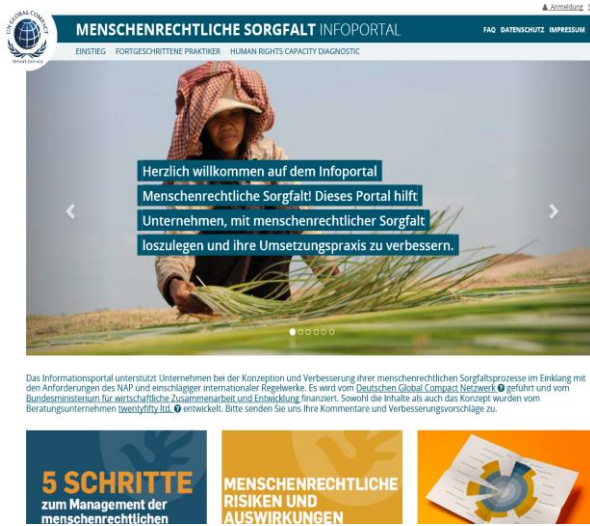 Anmeldung
UN GLOBAL COMPACT
MENSCHENRECHTLICHE SORGFALT INFOPORTAL
FAQ DATENSCHUTZ IMPRESSUM
EINSTIEG FORTGESCHRITTENE PRAKTIKER HUMAN RIGHTS CAPACITY DIAGNOSTIC
Herzlich willkommen auf dem Infoportal
Menschenrechtliche Sorgfalt! Dieses Portal hilft
Unternehmen, mit menschenrechtlicher Sorgfalt
loszulegen und ihre Umsetzungspraxis zu verbessern.
Das Informationsportal unterstützt Unternehmen bei der Konzeption und Verbesserung ihrer menschenrechtlichen Sorgfaltsprozesse im Einklang mit
den Anforderungen des NAP und einschlägiger internationaler Regelwerke. Es wird vom Deutschen Global Compact Netzwerk geführt und vom
Bundesministerium für wirtschaftliche Zusammenarbeit und Entwicklung finanziert. Sowohl die Inhalte als auch das Konzept wurden vom
Beratungsunternehmen twentyfifty ltd. entwickelt. Bitte senden Sie uns Ihre Kommentare und Verbesserungsvorschläge zu.
5 SCHRITTE
zum Management der
menschenrechtlichen
MENSCHENRECHTLICHE
RISIKEN UND
AUSWIRKUNGEN